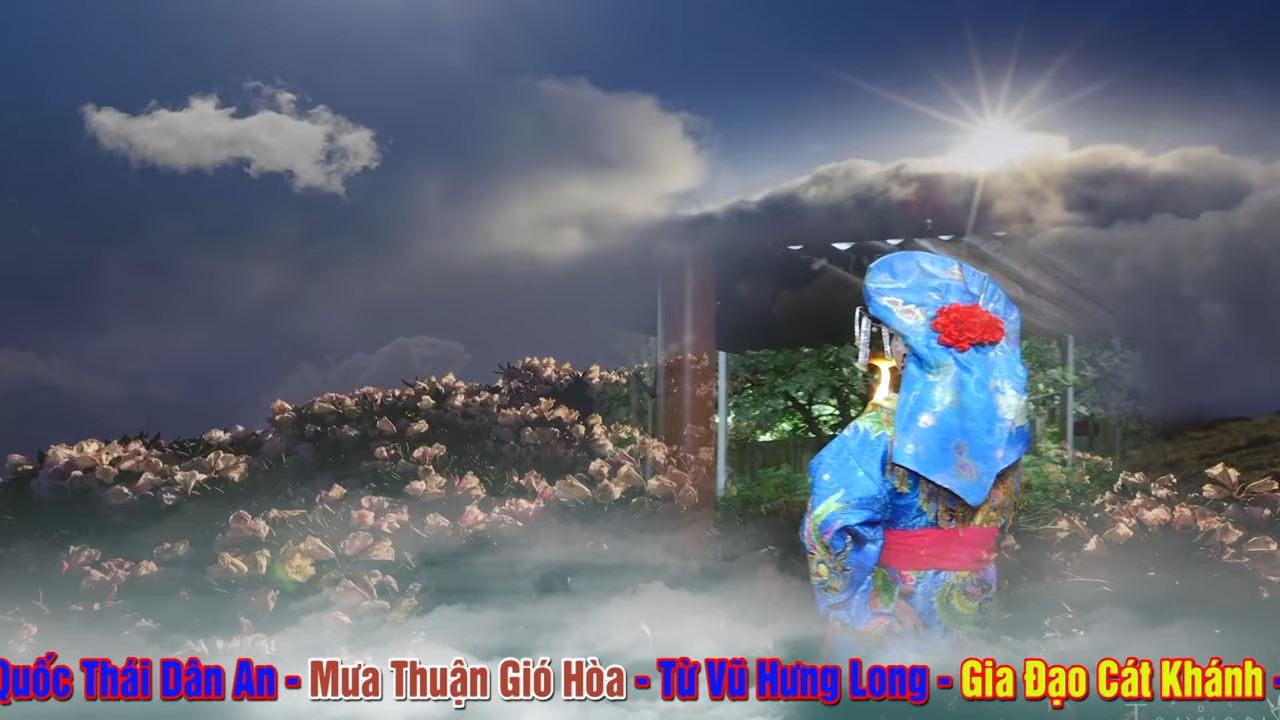 Quốc Thái Dân An - Mưa Thuận Gió Hòa - Từ Vũ Hưng Long - Gia Đạo Cát Khánh -